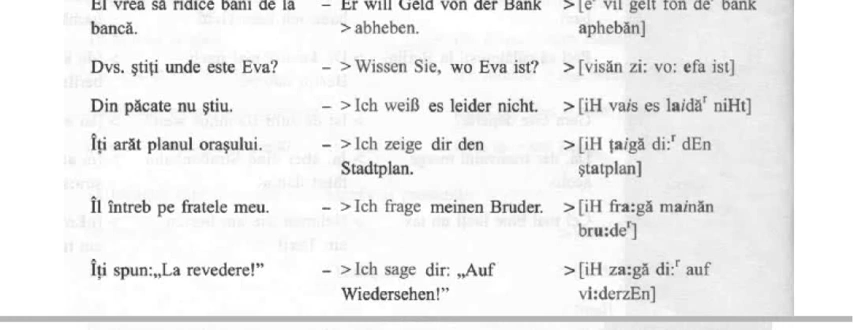 El vrea să ridice bani de la – Er will Geld von der Bank > [eʳ vil gelt fon deʳ bank
bancă. > abheben. aphebăn]
Dvs. ştiţi unde este Eva? – > Wissen Sie, wo Eva ist? > [visăn zi: vo: efa ist]
Din păcate nu ştiu. – > Ich weiß es leider nicht. > [iH vais es laidăʳ niHt]
Îţi arăt planul oraşului. – > Ich zeige dir den > [iH ţaigă di:ʳ dEn
Stadtplan. ştatplan]
Îl întreb pe fratele meu. – > Ich frage meinen Bruder. > [iH fra:gă mainăn
bru:deʳ]
Îţi spun:„La revedere!” – > Ich sage dir: „Auf > [iH za:gă di:ʳ auf
Wiedersehen!” vi:derzEn]